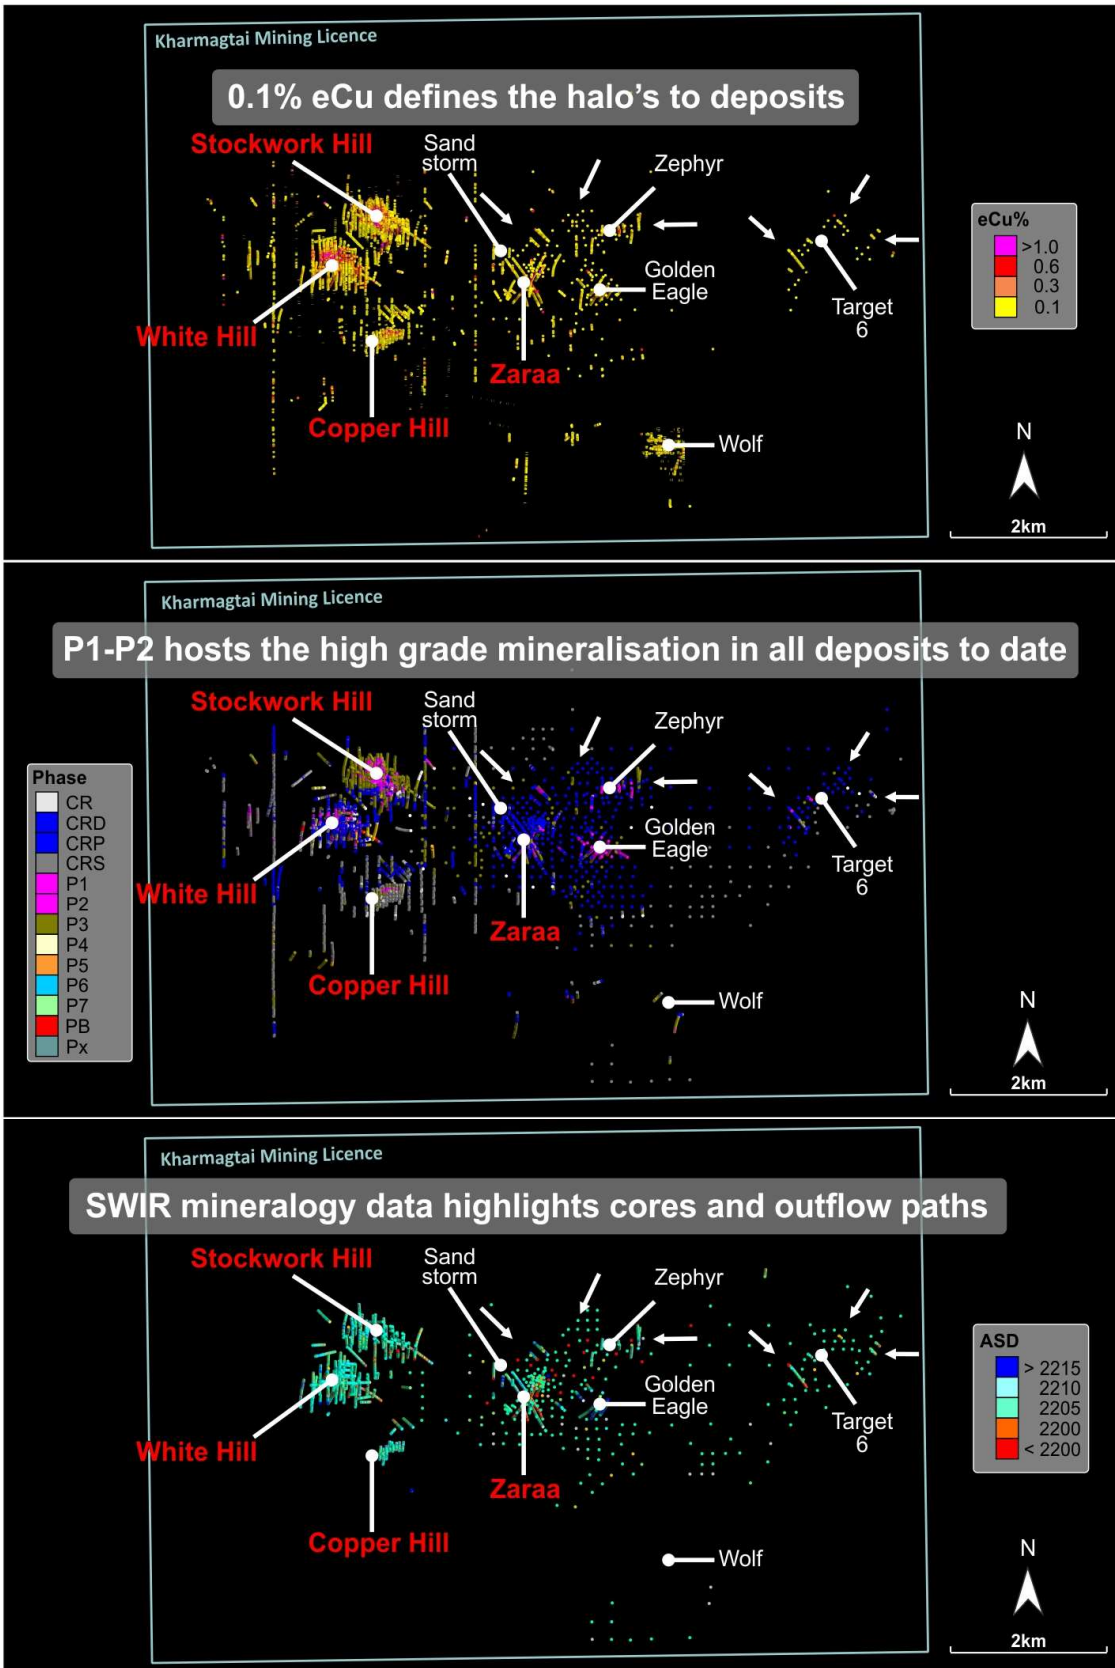 Kharmagtai Mining Licence
0.1% eCu defines the halo's to deposits
Stockwork Hill
Sand
storm
Zephyr
Golden
Eagle
White Hill
Zaraa
Target
6
Copper Hill
Wolf
eCu%
>1.0
0.6
0.3
0.1
N
2km
Kharmagtai Mining Licence
P1-P2 hosts the high grade mineralisation in all deposits to date
Stockwork Hill
Sand
storm
Zephyr
Golden
Eagle
White Hill
Zaraa
Target
6
Copper Hill
Wolf
Phase
CR
CRD
CRP
CRS
P1
P2
P3
P4
P5
P6
P7
PB
Px
N
2km
Kharmagtai Mining Licence
SWIR mineralogy data highlights cores and outflow paths
Stockwork Hill
Sand
storm
Zephyr
Golden
Eagle
White Hill
Zaraa
Target
6
Copper Hill
Wolf
ASD
> 2215
2210
2205
2200
< 2200
N
2km